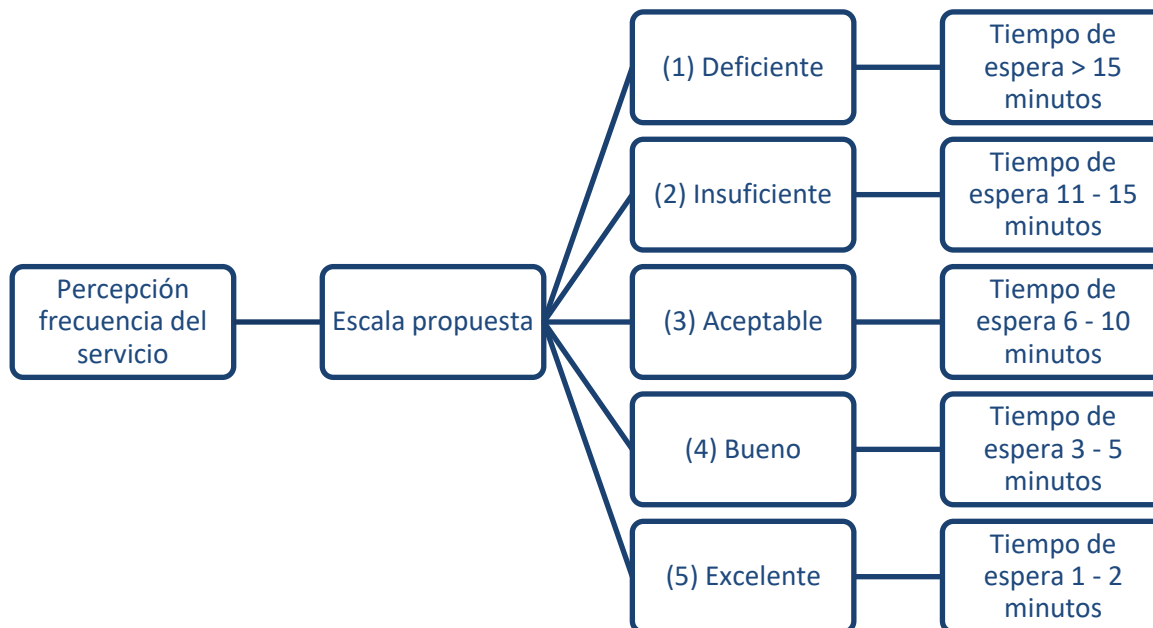 Percepción
frecuencia del
servicio
Escala propuesta
(1) Deficiente
Tiempo de
espera > 15
minutos
(2) Insuficiente
Tiempo de
espera 11 - 15
minutos
(3) Aceptable
Tiempo de
espera 6 - 10
minutos
(4) Bueno
Tiempo de
espera 3 - 5
minutos
(5) Excelente
Tiempo de
espera 1 - 2
minutos